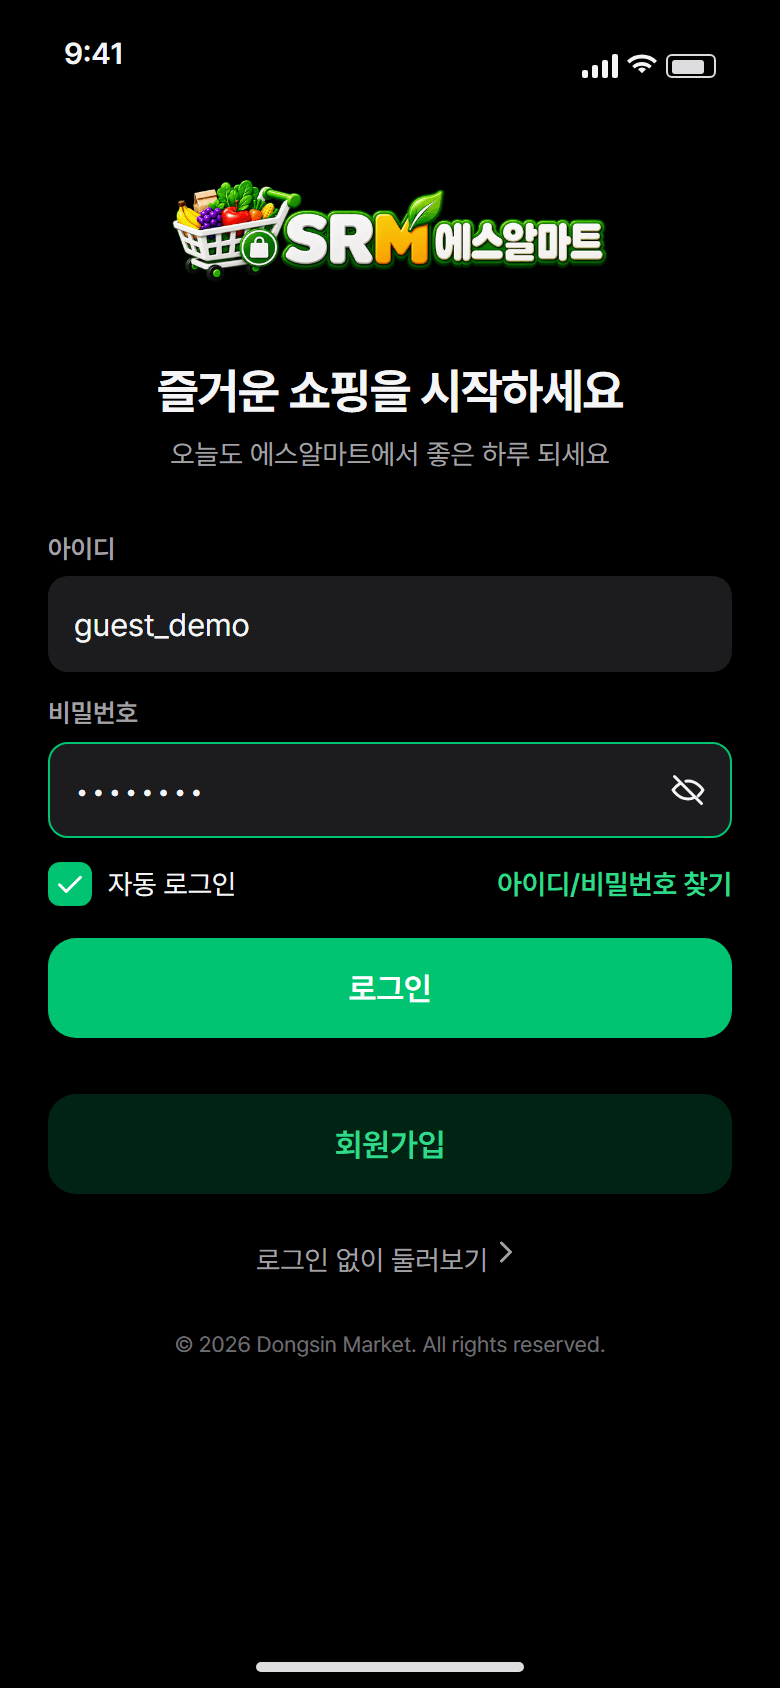 9:41
SRM에스알마트
즐거운 쇼핑을 시작하세요
오늘도 에스알마트에서 좋은 하루 되세요
아이디
guest_demo
비밀번호
••••••••
자동 로그인
아이디/비밀번호 찾기
로그인
회원가입
로그인 없이 둘러보기
© 2026 Dongsin Market. All rights reserved.